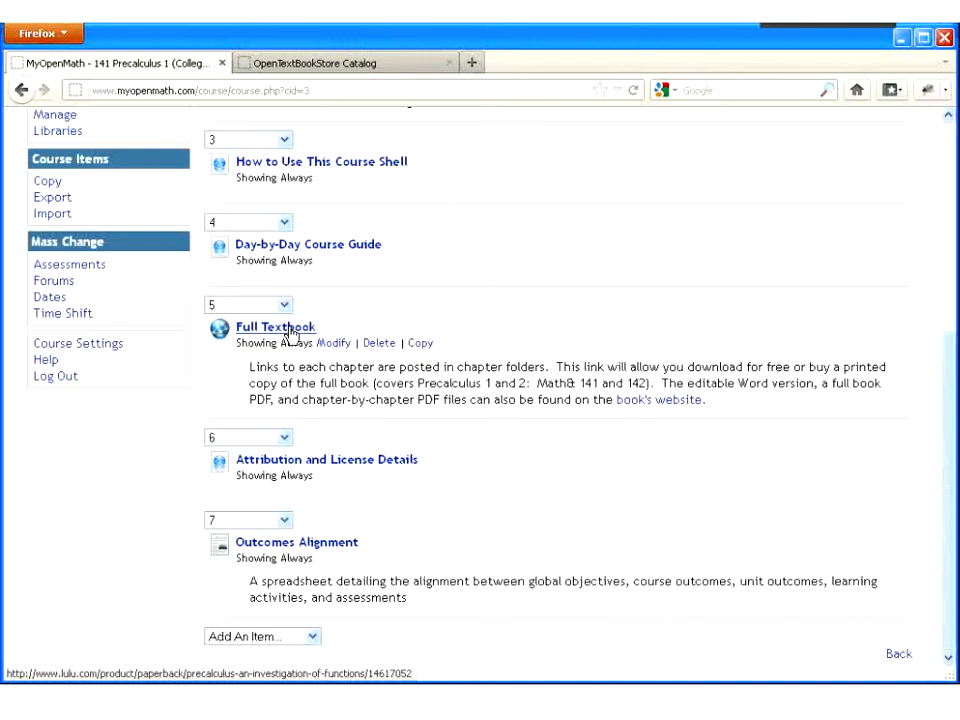 Firefox
MyOpenMath - 141 Precalculus 1 (Colleg... ×
OpenTextBookStore Catalog ×
+
www.myopenmath.com/course/course.php?cid=3
Google
Manage
Libraries
Course Items
Copy
Export
Import
Mass Change
Assessments
Forums
Dates
Time Shift
Course Settings
Help
Log Out
3
How to Use This Course Shell
Showing Always
4
Day-by-Day Course Guide
Showing Always
5
Full Textbook
Showing Always Modify | Delete | Copy
Links to each chapter are posted in chapter folders. This link will allow you download for free or buy a printed
copy of the full book (covers Precalculus 1 and 2: Math& 141 and 142). The editable Word version, a full book
PDF, and chapter-by-chapter PDF files can also be found on the book's website.
6
Attribution and License Details
Showing Always
7
Outcomes Alignment
Showing Always
A spreadsheet detailing the alignment between global objectives, course outcomes, unit outcomes, learning
activities, and assessments
Add An Item...
Back
http://www.lulu.com/product/paperback/precalculus-an-investigation-of-functions/14617052